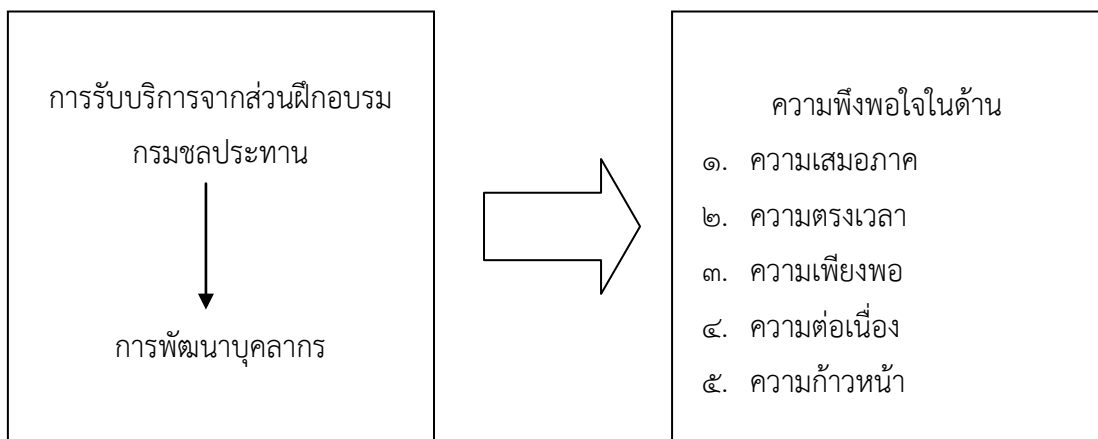 การรับบริการจากส่วนฝึกอบรม
กรมชลประทาน
การพัฒนาบุคลากร
ความพึงพอใจในด้าน
๑. ความเสมอภาค
๒. ความตรงเวลา
๓. ความเพียงพอ
๔. ความต่อเนื่อง
๕. ความก้าวหน้า